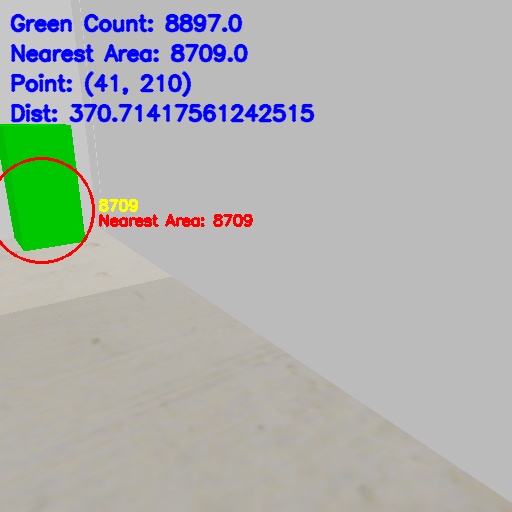 Green Count: 8897.0
Nearest Area: 8709.0
Point: (41, 210)
Dist: 370.71417561242515
8709
Nearest Area: 8709